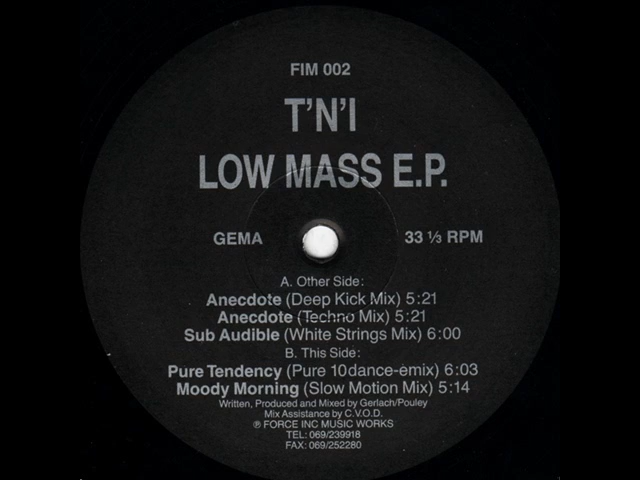 FIM 002
T'N'I
LOW MASS E.P.
GEMA
33 ⅓ RPM
A. Other Side:
Anecdote (Deep Kick Mix) 5:21
Anecdote (Techno Mix) 5:21
Sub Audible (White Strings Mix) 6:00
B. This Side:
Pure Tendency (Pure 10dance-èmix) 6:03
Moody Morning (Slow Motion Mix) 5:14
Written, Produced and Mixed by Gerlach/Pouley
Mix Assistance by C.V.O.D.
℗ FORCE INC MUSIC WORKS
TEL: 069/239918
FAX: 069/252280